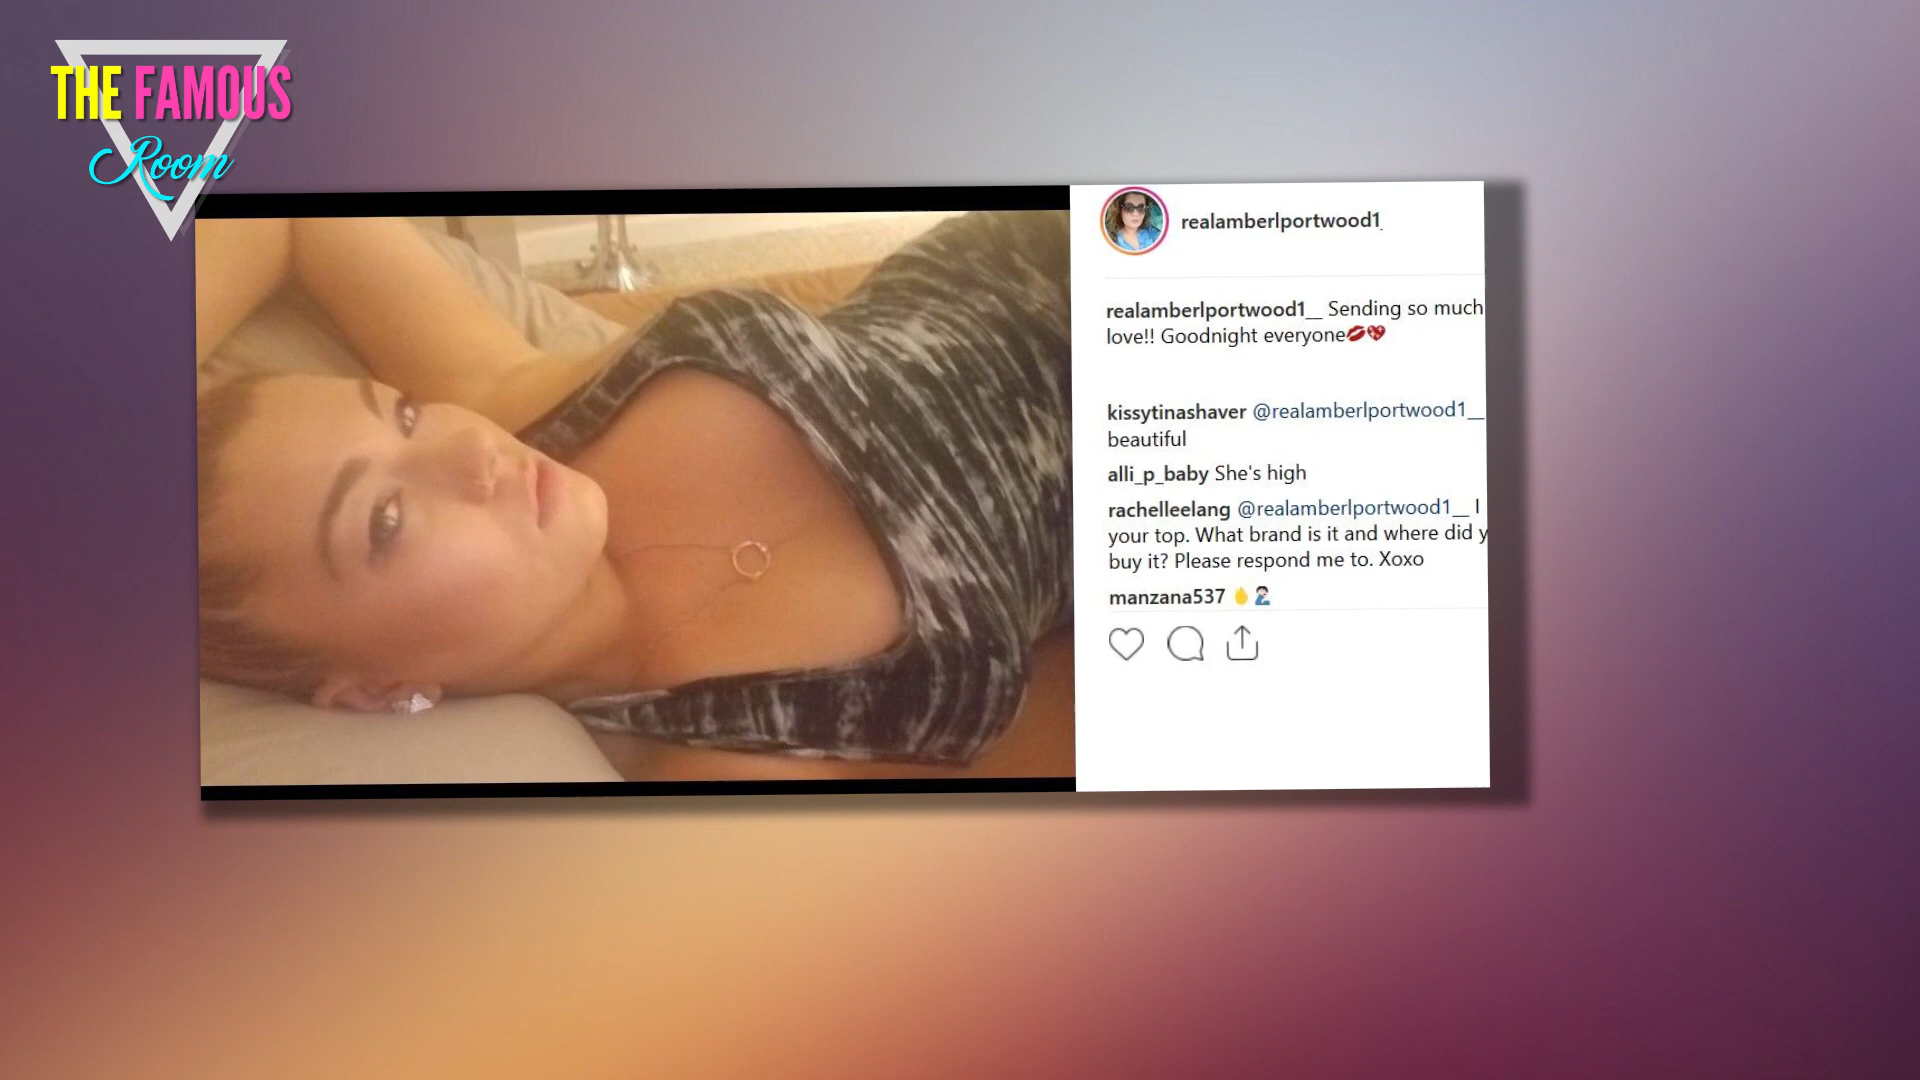 THE FAMOUS
Room
realamberlportwood1_
realamberlportwood1__ Sending so much
love!! Goodnight everyone💋💖
kissytinashaver @realamberlportwood1__
beautiful
alli_p_baby She's high
rachelleelang @realamberlportwood1__ I
your top. What brand is it and where did y
buy it? Please respond me to. Xoxo
manzana537